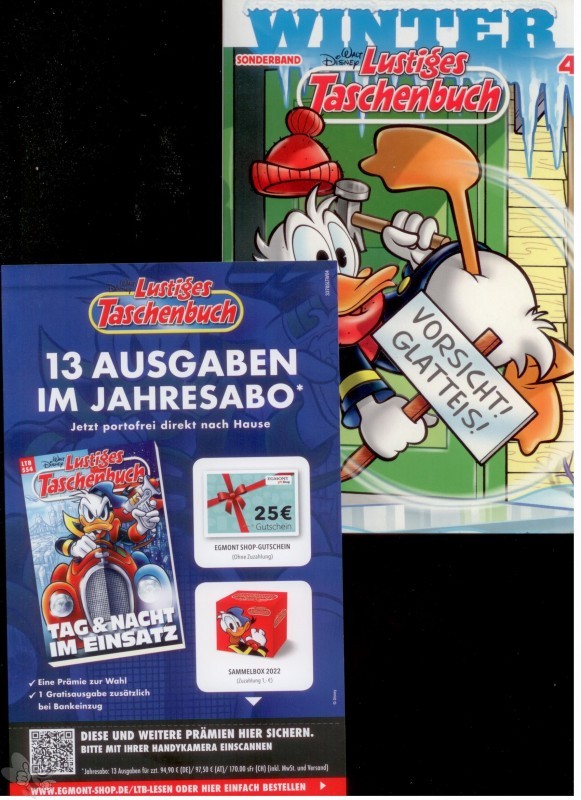 WINTER
SONDERBAND
WALT DISNEY
Lustiges
Taschenbuch
4
VORSICHT!
GLATTEIS!
Lustiges
Taschenbuch
13 AUSGABEN
IM JAHRESABO*
Jetzt portofrei direkt nach Hause
LTB
554
WALT DISNEY
Lustiges
Taschenbuch
TAG & NACHT
IM EINSATZ
EGMONT
25€
Gutschein
EGMONT SHOP-GUTSCHEIN
(Ohne Zuzahlung)
SAMMELBOX 2022
(Zuzahlung 1,-€)
✓ Eine Prämie zur Wahl
✓ 1 Gratisausgabe zusätzlich
bei Bankeinzug
© Disney
DIESE UND WEITERE PRÄMIEN HIER SICHERN.
BITTE MIT IHRER HANDYKAMERA EINSCANNEN
*Jahresabo: 13 Ausgaben für zzt. 94,90 € (DE)/ 97,50 € (AT)/ 170.00 sFr (CH) (inkl. MwSt. und Versand)
WWW.EGMONT-SHOP.DE/LTB-LESEN ODER HIER EINFACH BESTELLEN